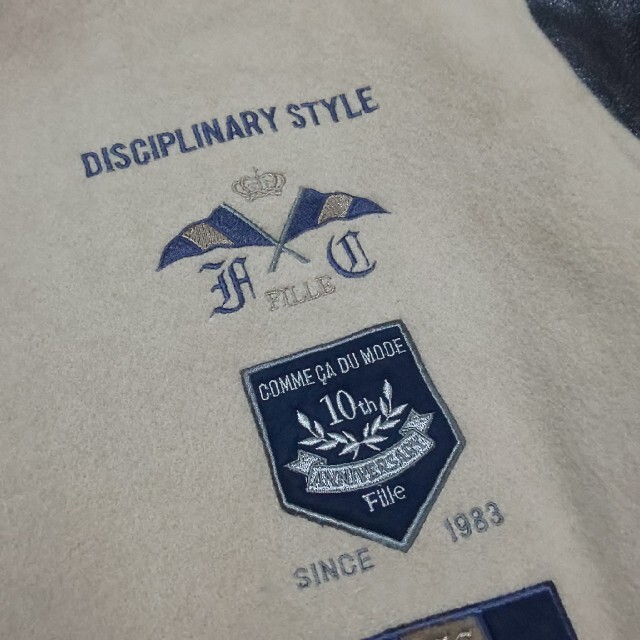 DISCIPLINARY STYLE
F C
FILLE
COMME ÇA DU MODE
10th
ANNIVERSARY
Fille
SINCE 1983